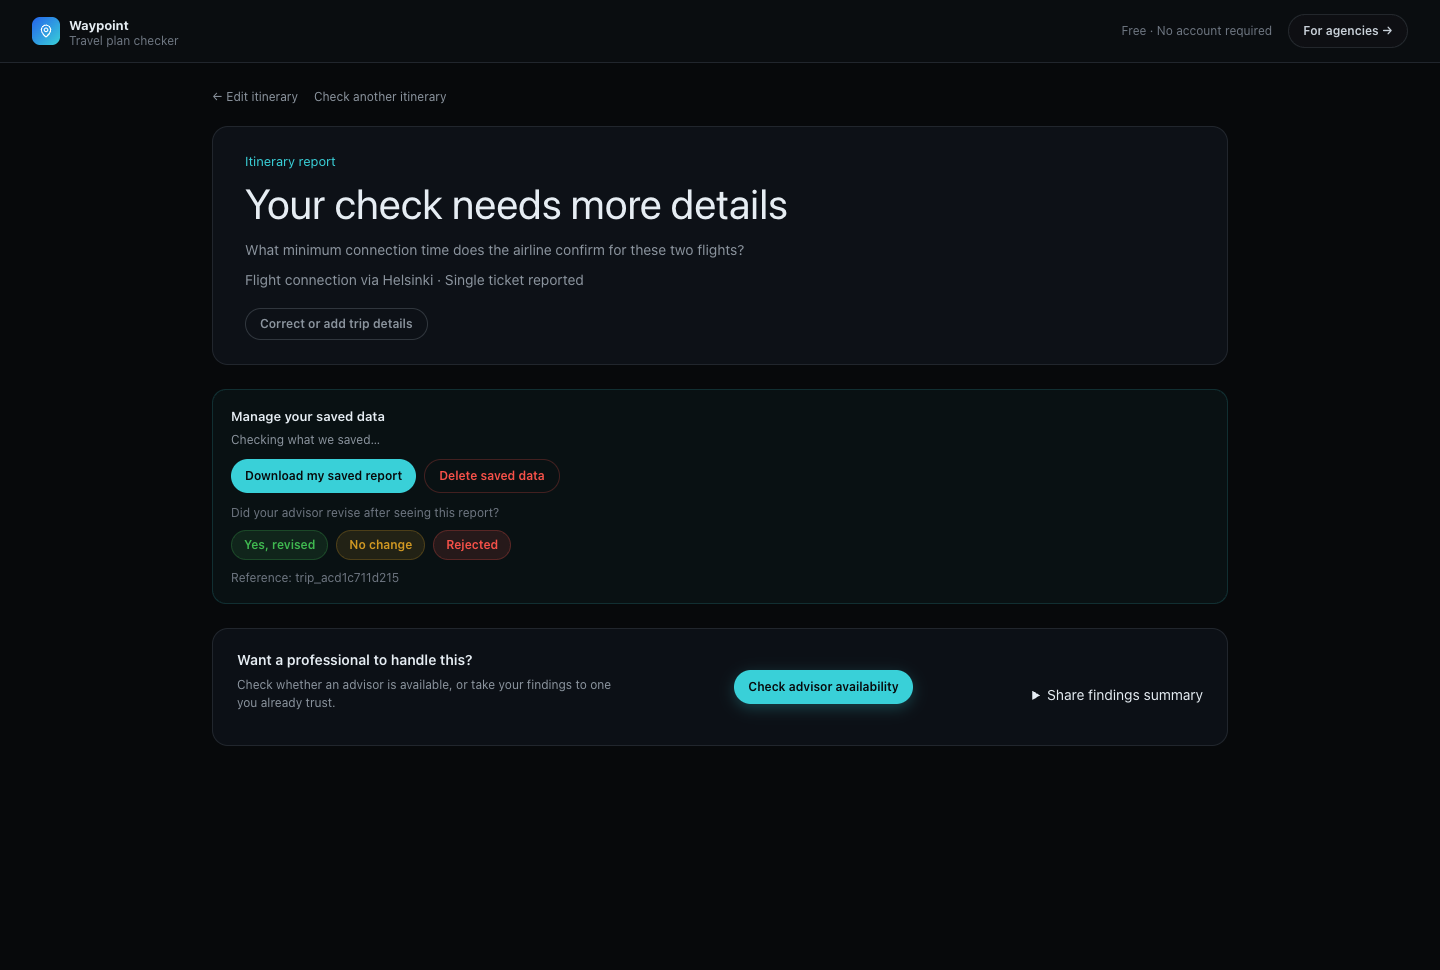 Waypoint
Travel plan checker
Free · No account required
For agencies →
← Edit itinerary
Check another itinerary
Itinerary report
Your check needs more details
What minimum connection time does the airline confirm for these two flights?
Flight connection via Helsinki · Single ticket reported
Correct or add trip details
Manage your saved data
Checking what we saved...
Download my saved report
Delete saved data
Did your advisor revise after seeing this report?
Yes, revised
No change
Rejected
Reference: trip_acd1c711d215
Want a professional to handle this?
Check whether an advisor is available, or take your findings to one
you already trust.
Check advisor availability
▶ Share findings summary